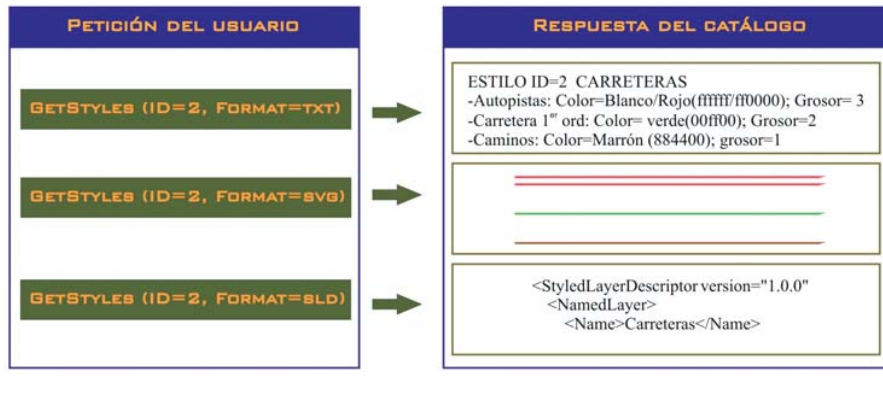 PETICIÓN DEL USUARIO
RESPUESTA DEL CATÁLOGO
GETSTYLES (ID=2, FORMAT=TXT)
ESTILO ID=2 CARRETERAS
-Autopistas: Color=Blanco/Rojo(ffffff/ff0000); Grosor= 3
-Carretera 1er ord: Color= verde(00ff00); Grosor=2
-Caminos: Color=Marrón (884400); grosor=1
GETSTYLES (ID=2, FORMAT=SVG)
GETSTYLES (ID=2, FORMAT=SLD)
<StyledLayerDescriptor version="1.0.0"
<NamedLayer>
<Name>Carreteras</Name>